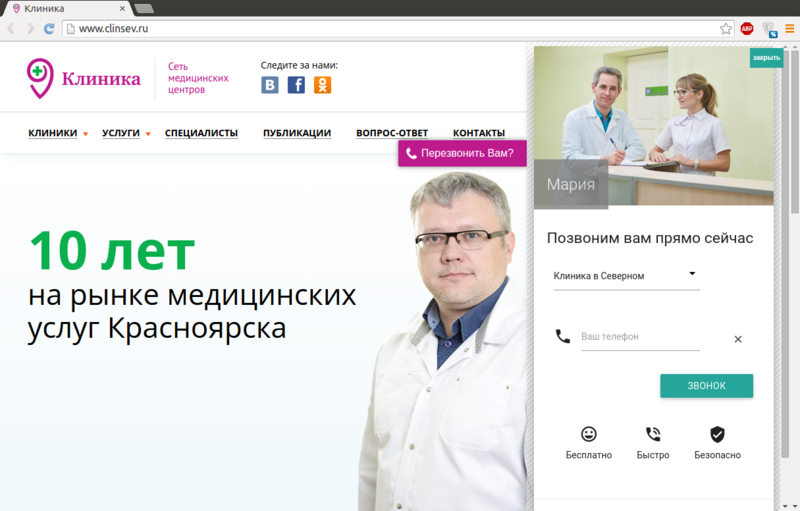 Клиника
www.clinsev.ru
ABP
Клиника
Сеть
медицинских
центров
Следите за нами:
КЛИНИКИ
УСЛУГИ
СПЕЦИАЛИСТЫ
ПУБЛИКАЦИИ
ВОПРОС-ОТВЕТ
КОНТАКТЫ
Перезвонить Вам?
10 лет
на рынке медицинских
услуг Красноярска
закрыть
Мария
Позвоним вам прямо сейчас
Клиника в Северном
Ваш телефон
ЗВОНОК
Бесплатно
Быстро
Безопасно